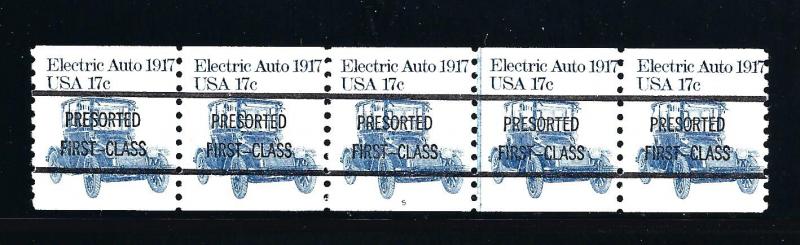 Electric Auto 1917 Electric Auto 1917 Electric Auto 1917 Electric Auto 1917 Electric Auto 1917
USA 17c USA 17c USA 17c USA 17c USA 17c
PRESORTED PRESORTED PRESORTED PRESORTED PRESORTED
FIRST-CLASS FIRST-CLASS FIRST-CLASS FIRST-CLASS FIRST-CLASS
5